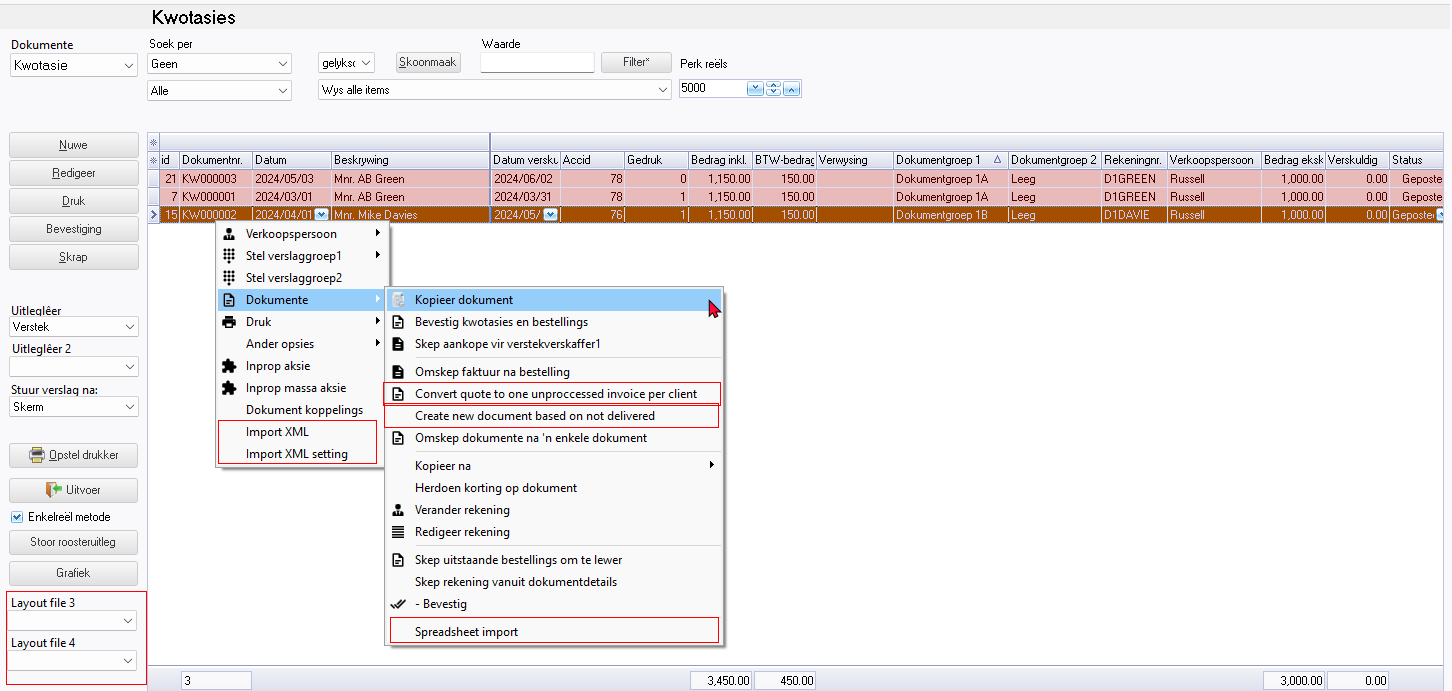 Kwotasies
Dokumente
Kwotasie
Soek per
Geen
Alle
gelyksc
Skoonmaak
Waarde
Filter*
Perk reëls
Wys alle items
5000
Nuwe
Redigeer
Druk
Bevestiging
Skrap
Uitleglêer
Verstek
Uitleglêer 2
Stuur verslag na:
Skerm
Opstel drukker
Uitvoer
Enkelreël metode
Stoor roosteruitleg
Grafiek
Layout file 3
Layout file 4
id Dokumentnr. Datum Beskrywing Datum versku Accid Gedruk Bedrag inkl. BTW-bedrag Verwysing Dokumentgroep 1 Dokumentgroep 2 Rekeningnr. Verkoopspersoon Bedrag eksk Verskuldig Status
21 KW000003 2024/05/03 Mnr. AB Green 2024/06/02 78 0 1,150.00 150.00 Dokumentgroep 1A Leeg D1GREEN Russell 1,000.00 0.00 Geposte
7 KW000001 2024/03/01 Mnr. AB Green 2024/03/31 78 1 1,150.00 150.00 Dokumentgroep 1A Leeg D1GREEN Russell 1,000.00 0.00 Geposte
15 KW000002 2024/04/01 Mnr. Mike Davies 2024/05/ 76 1 1,150.00 150.00 Dokumentgroep 1B Leeg D1DAVIE Russell 1,000.00 0.00 Geposte
Verkoopspersoon
Stel verslaggroep1
Stel verslaggroep2
Dokumente
Druk
Ander opsies
Inprop aksie
Inprop massa aksie
Dokument koppelings
Import XML
Import XML setting
Kopieer dokument
Bevestig kwotasies en bestellings
Skep aankope vir verstekverskaffer1
Omskep faktuur na bestelling
Convert quote to one unproccessed invoice per client
Create new document based on not delivered
Omskep dokumente na 'n enkele dokument
Kopieer na
Herdoen korting op dokument
Verander rekening
Redigeer rekening
Skep uitstaande bestellings om te lewer
Skep rekening vanuit dokumentdetails
- Bevestig
Spreadsheet import
3 3,450.00 450.00 3,000.00 0.00